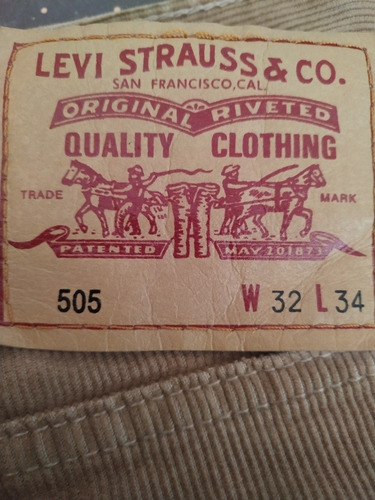 LEVI STRAUSS & CO.
SAN FRANCISCO, CAL.
ORIGINAL RIVETED
QUALITY CLOTHING
TRADE MARK
PATENTED MAY 20 1873
505 W 32 L 34